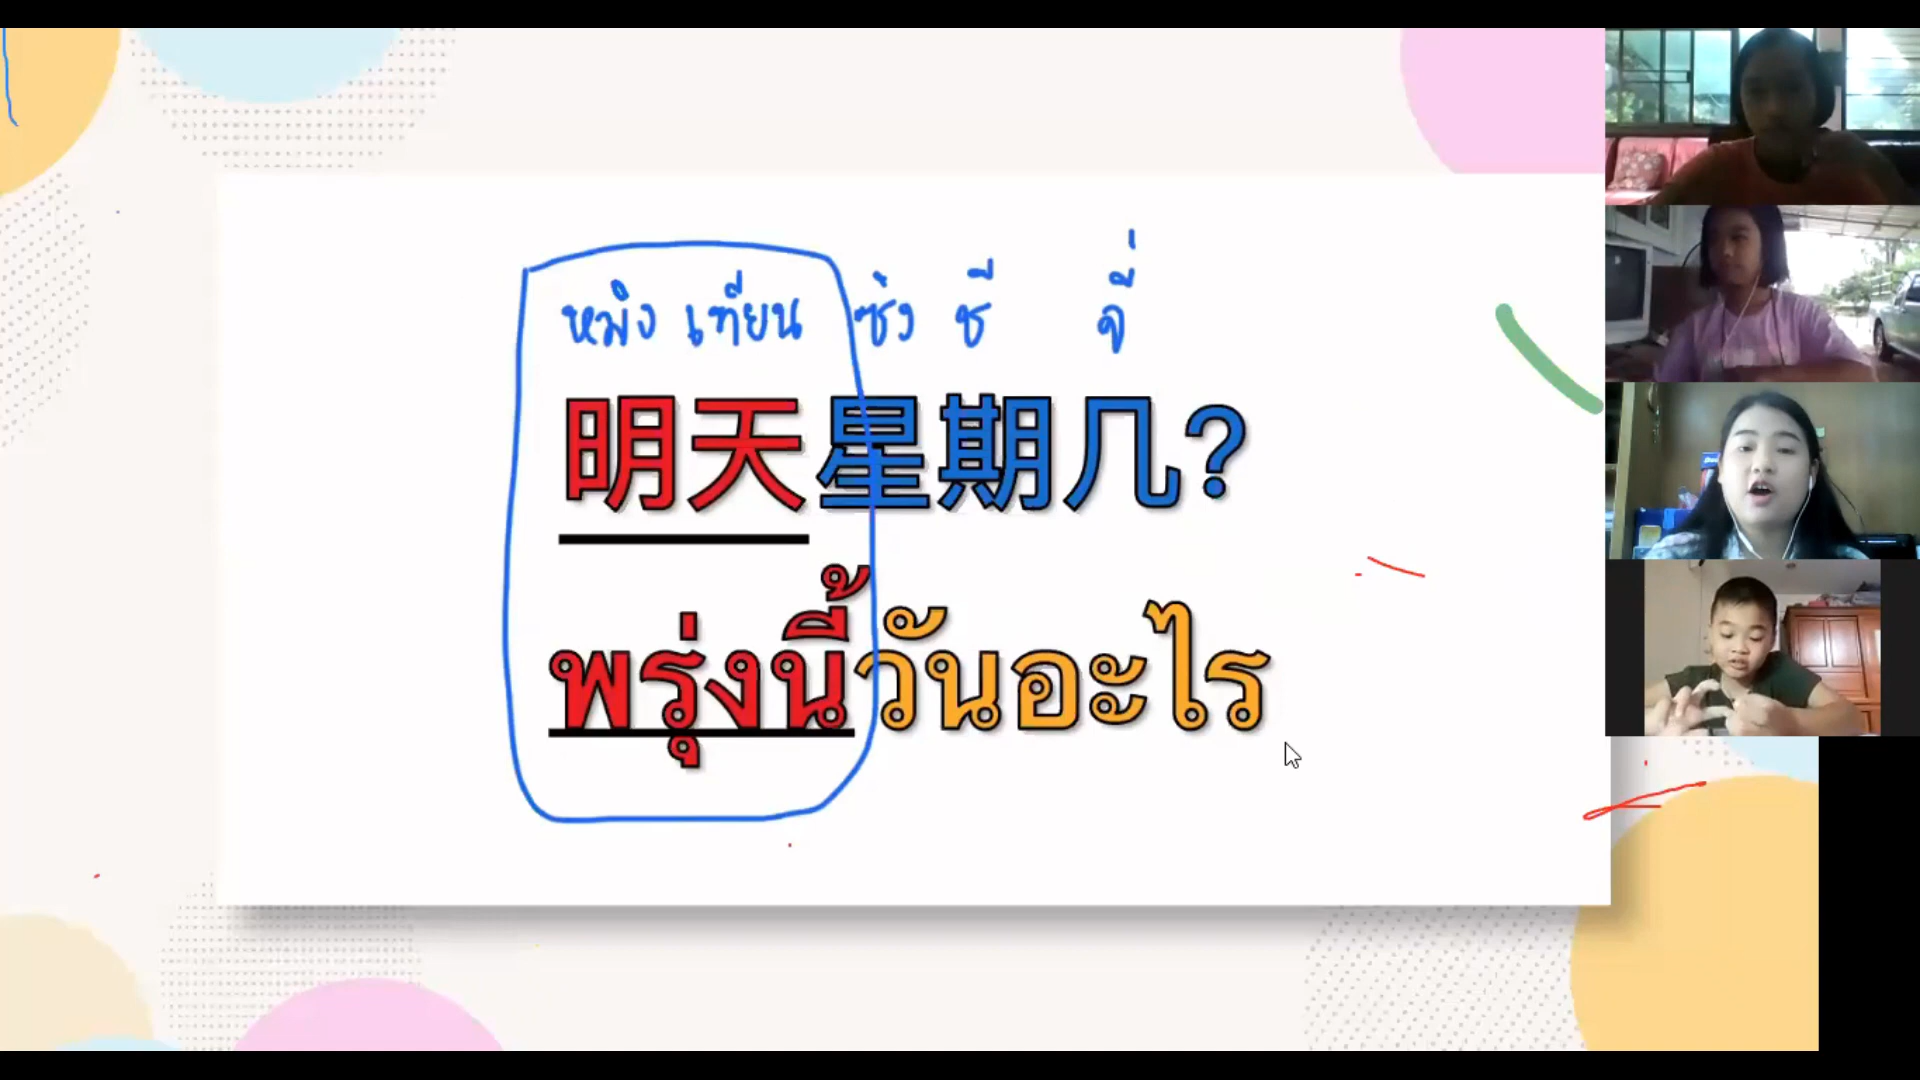 หมิง เทียน ซิง ชี จี่
明天星期几?
พรุ่งนี้วันอะไร